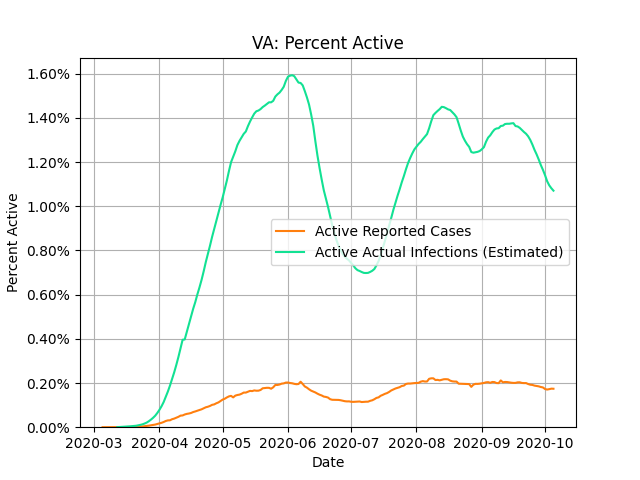 VA: Percent Active
1.60%
1.40%
1.20%
1.00%
0.80%
0.60%
0.40%
0.20%
0.00%
Percent Active
Active Reported Cases
Active Actual Infections (Estimated)
2020-03 2020-04 2020-05 2020-06 2020-07 2020-08 2020-09 2020-10
Date